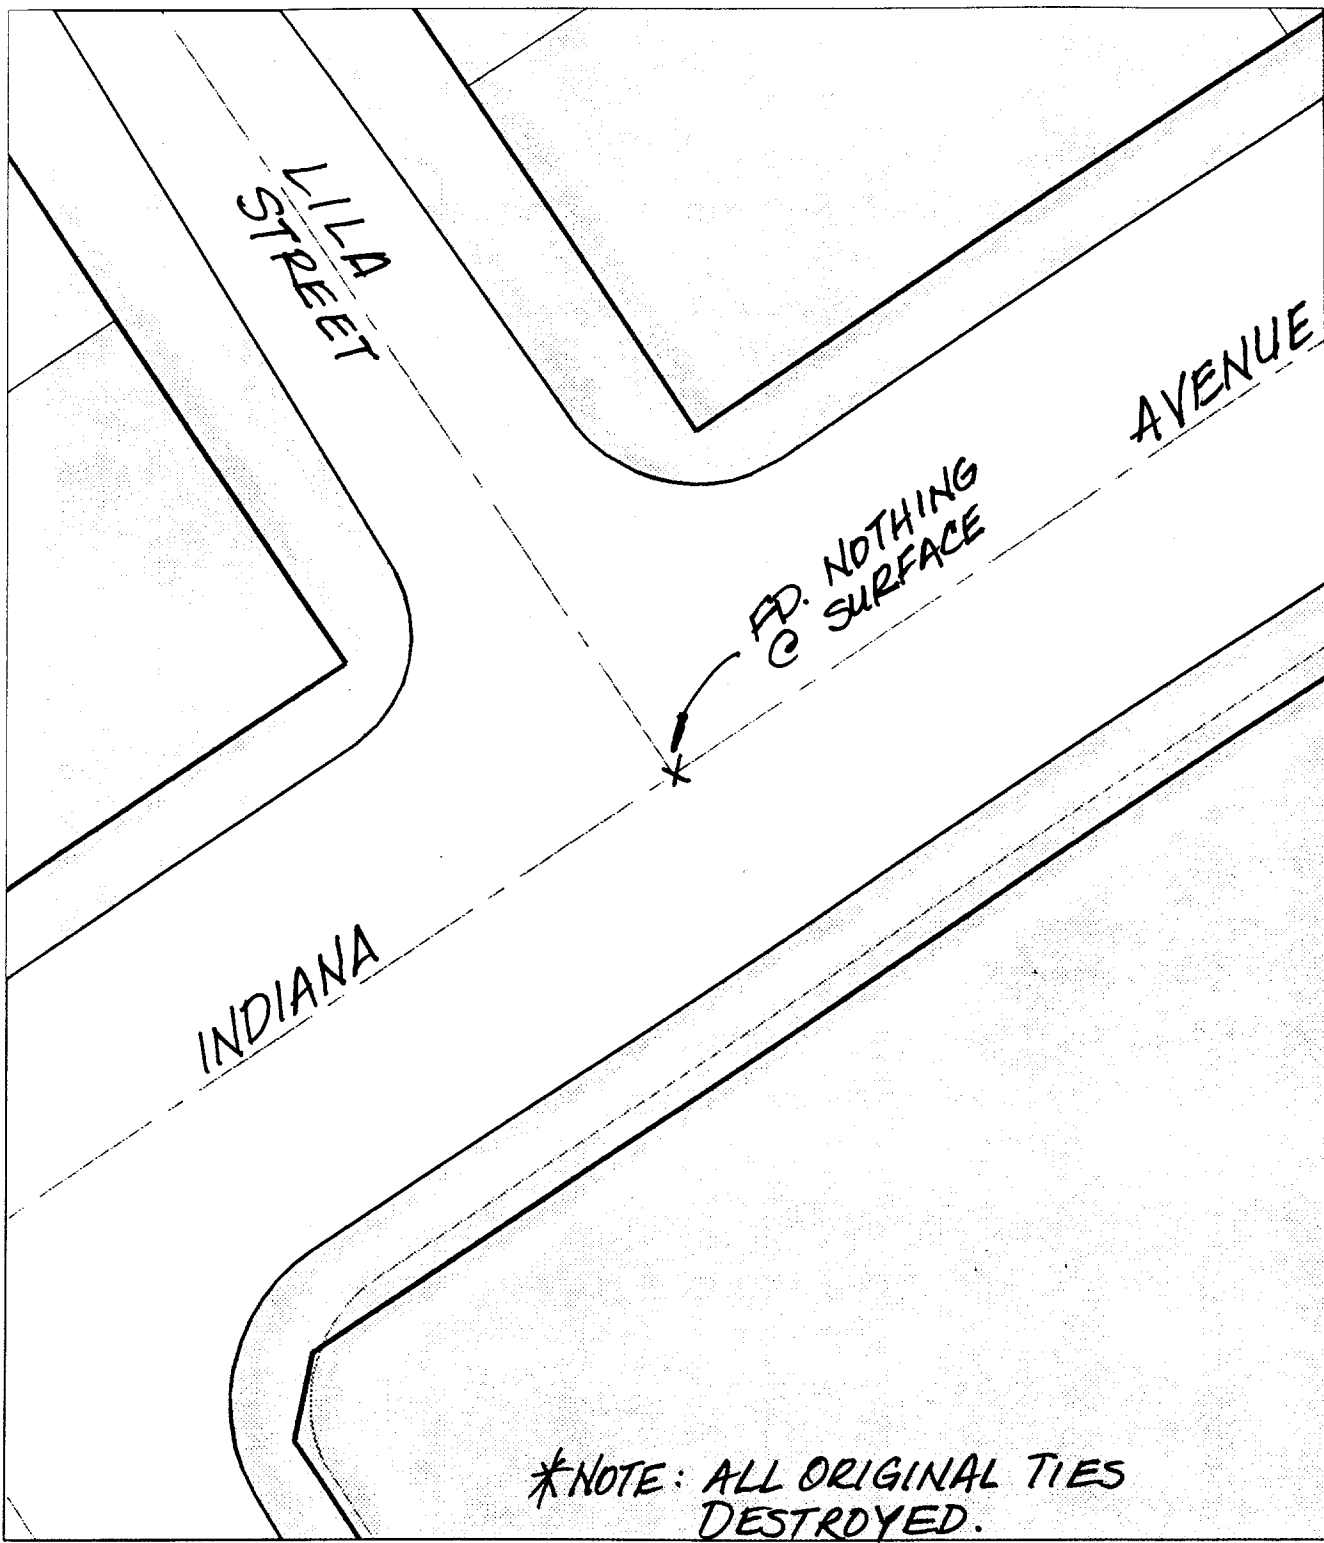 LILA
STREET
AVENUE
FD. NOTHING
@ SURFACE
INDIANA
*NOTE: ALL ORIGINAL TIES
DESTROYED.